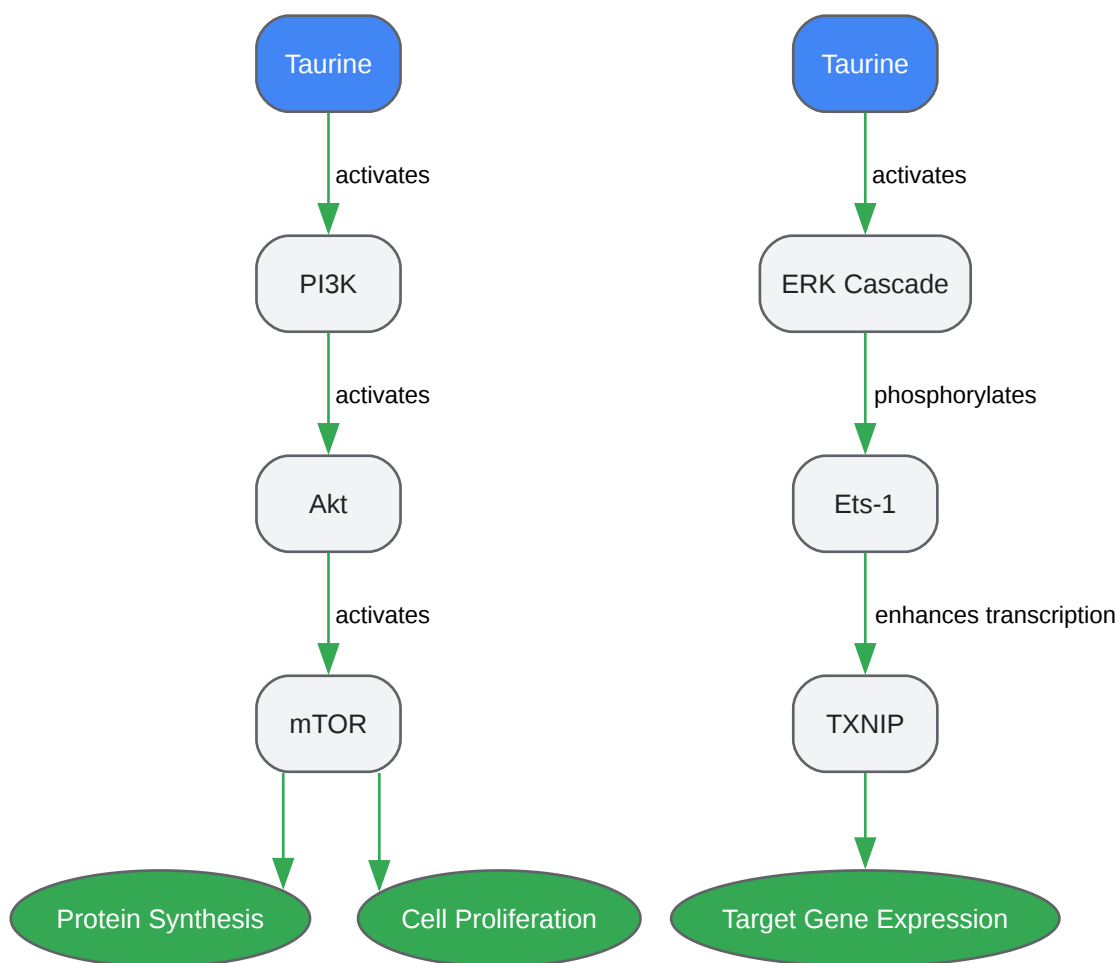 Taurine
activates
PI3K
activates
Akt
activates
mTOR
Protein Synthesis
Cell Proliferation
Taurine
activates
ERK Cascade
phosphorylates
Ets-1
enhances transcription
TXNIP
Target Gene Expression